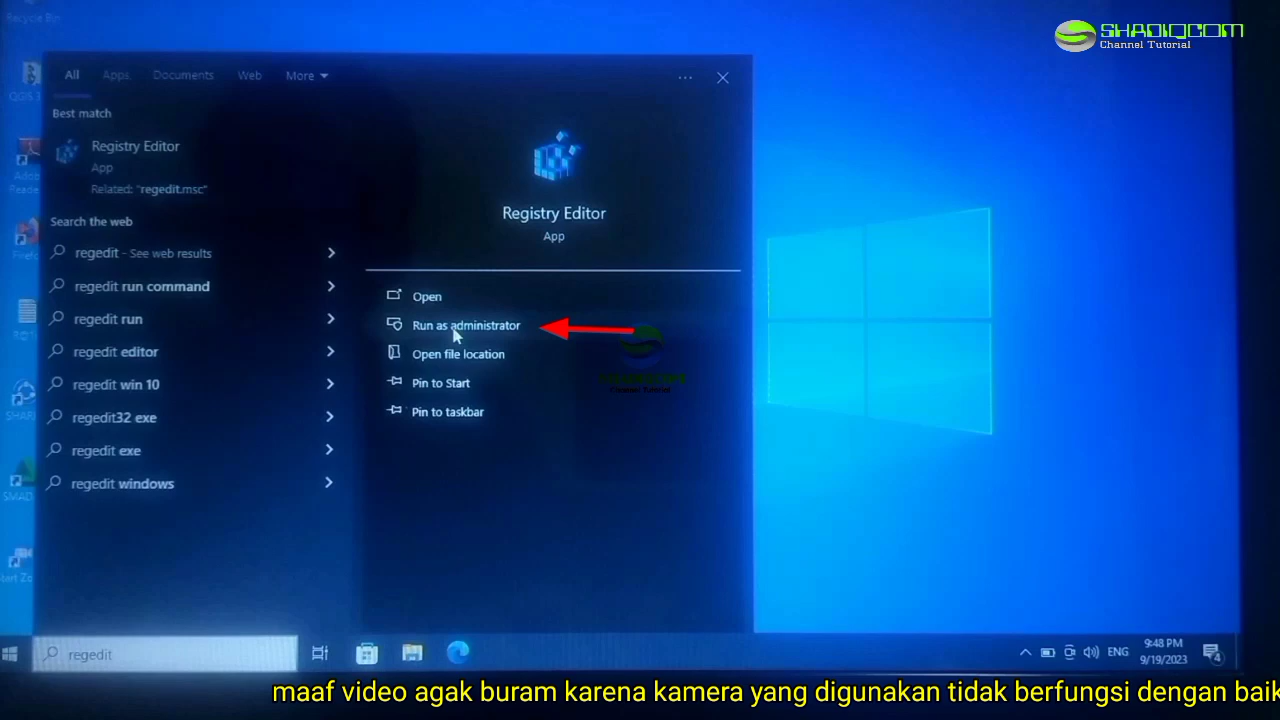 Recycle Bin
SHADIQCOM
Channel Tutorial
All Apps Documents Web More
Best match
Registry Editor
App
Related: "regedit.msc"
Search the web
regedit - See web results
regedit run command
regedit run
regedit editor
regedit win 10
regedit32 exe
regedit exe
regedit windows
Registry Editor
App
Open
Run as administrator
Open file location
Pin to Start
Pin to taskbar
regedit
ENG
9:48 PM
9/19/2023
4
maaf video agak buram karena kamera yang digunakan tidak berfungsi dengan baik